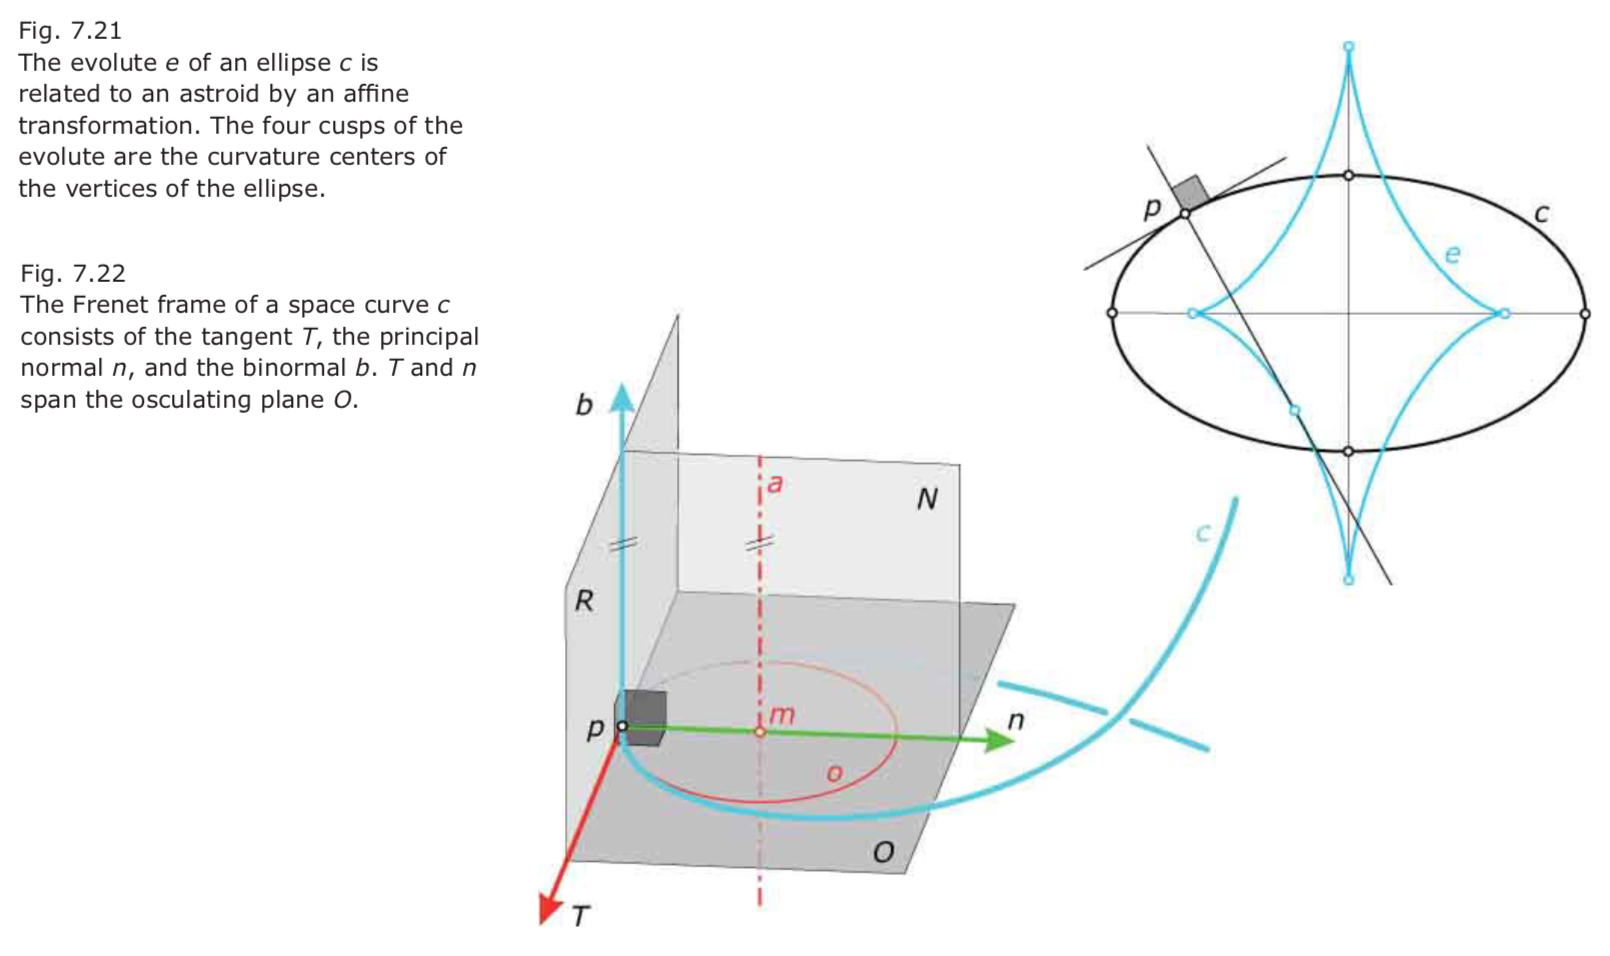 Fig. 7.21
The evolute e of an ellipse c is
related to an astroid by an affine
transformation. The four cusps of the
evolute are the curvature centers of
the vertices of the ellipse.
Fig. 7.22
The Frenet frame of a space curve c
consists of the tangent T, the principal
normal n, and the binormal b. T and n
span the osculating plane O.
p
c
e
b
a
N
c
R
m
n
p
o
O
T